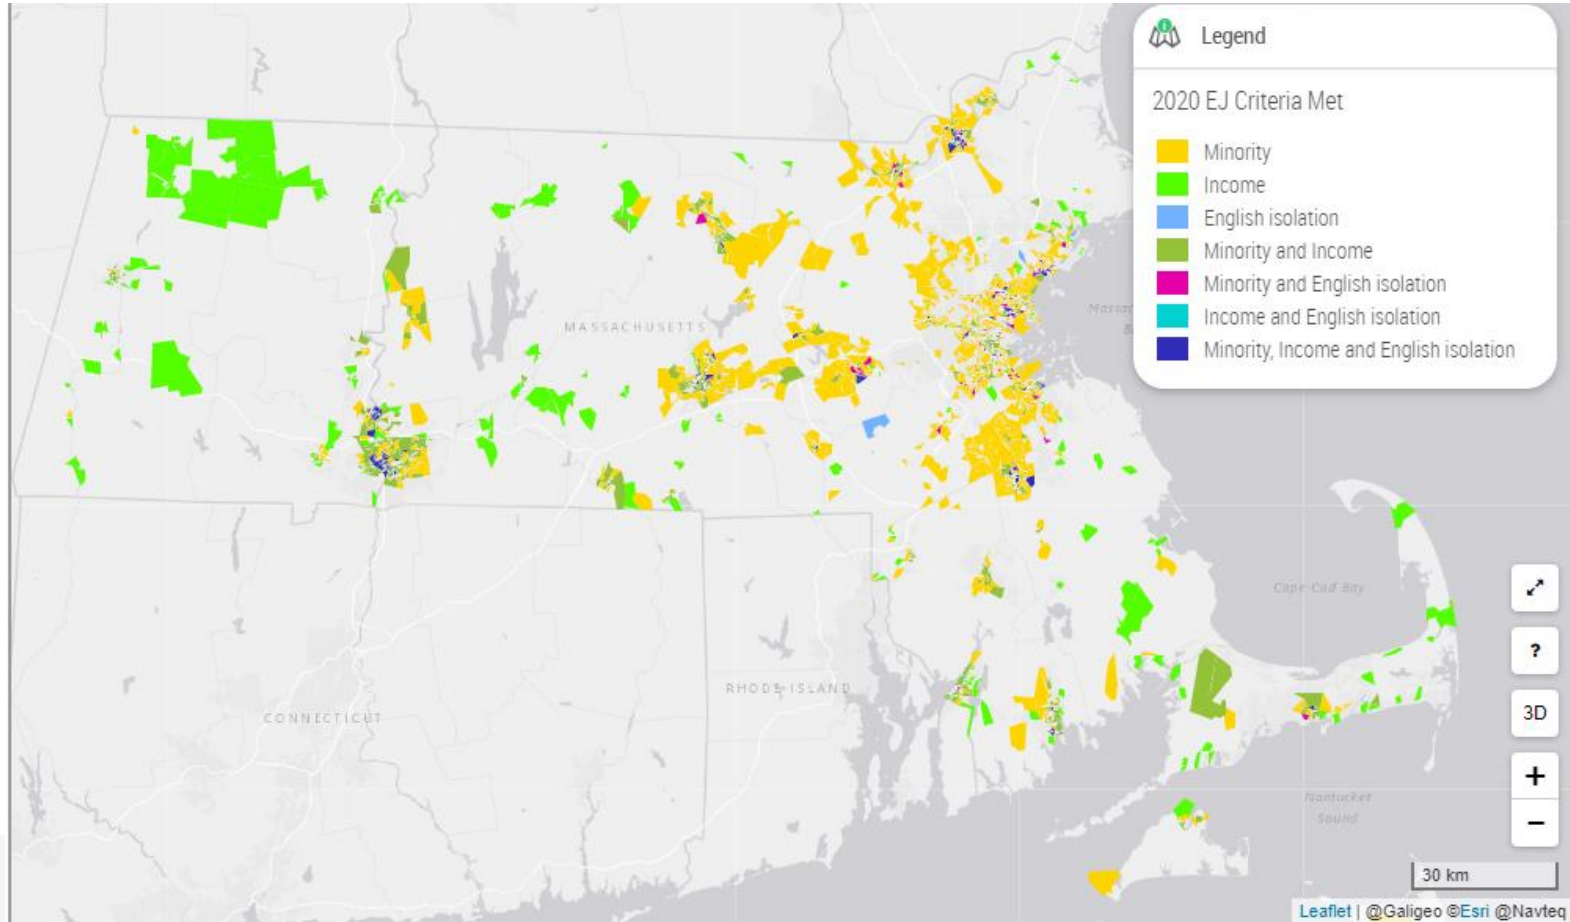 Legend
2020 EJ Criteria Met
Minority
Income
English isolation
Minority and Income
Minority and English isolation
Income and English isolation
Minority, Income and English isolation
MASSACHUSETTS
Cape Cod Bay
RHODE ISLAND
CONNECTICUT
Nantucket
Sound
?
3D
+
−
30 km
Leaflet | @Galigeo ©Esri @Navteq